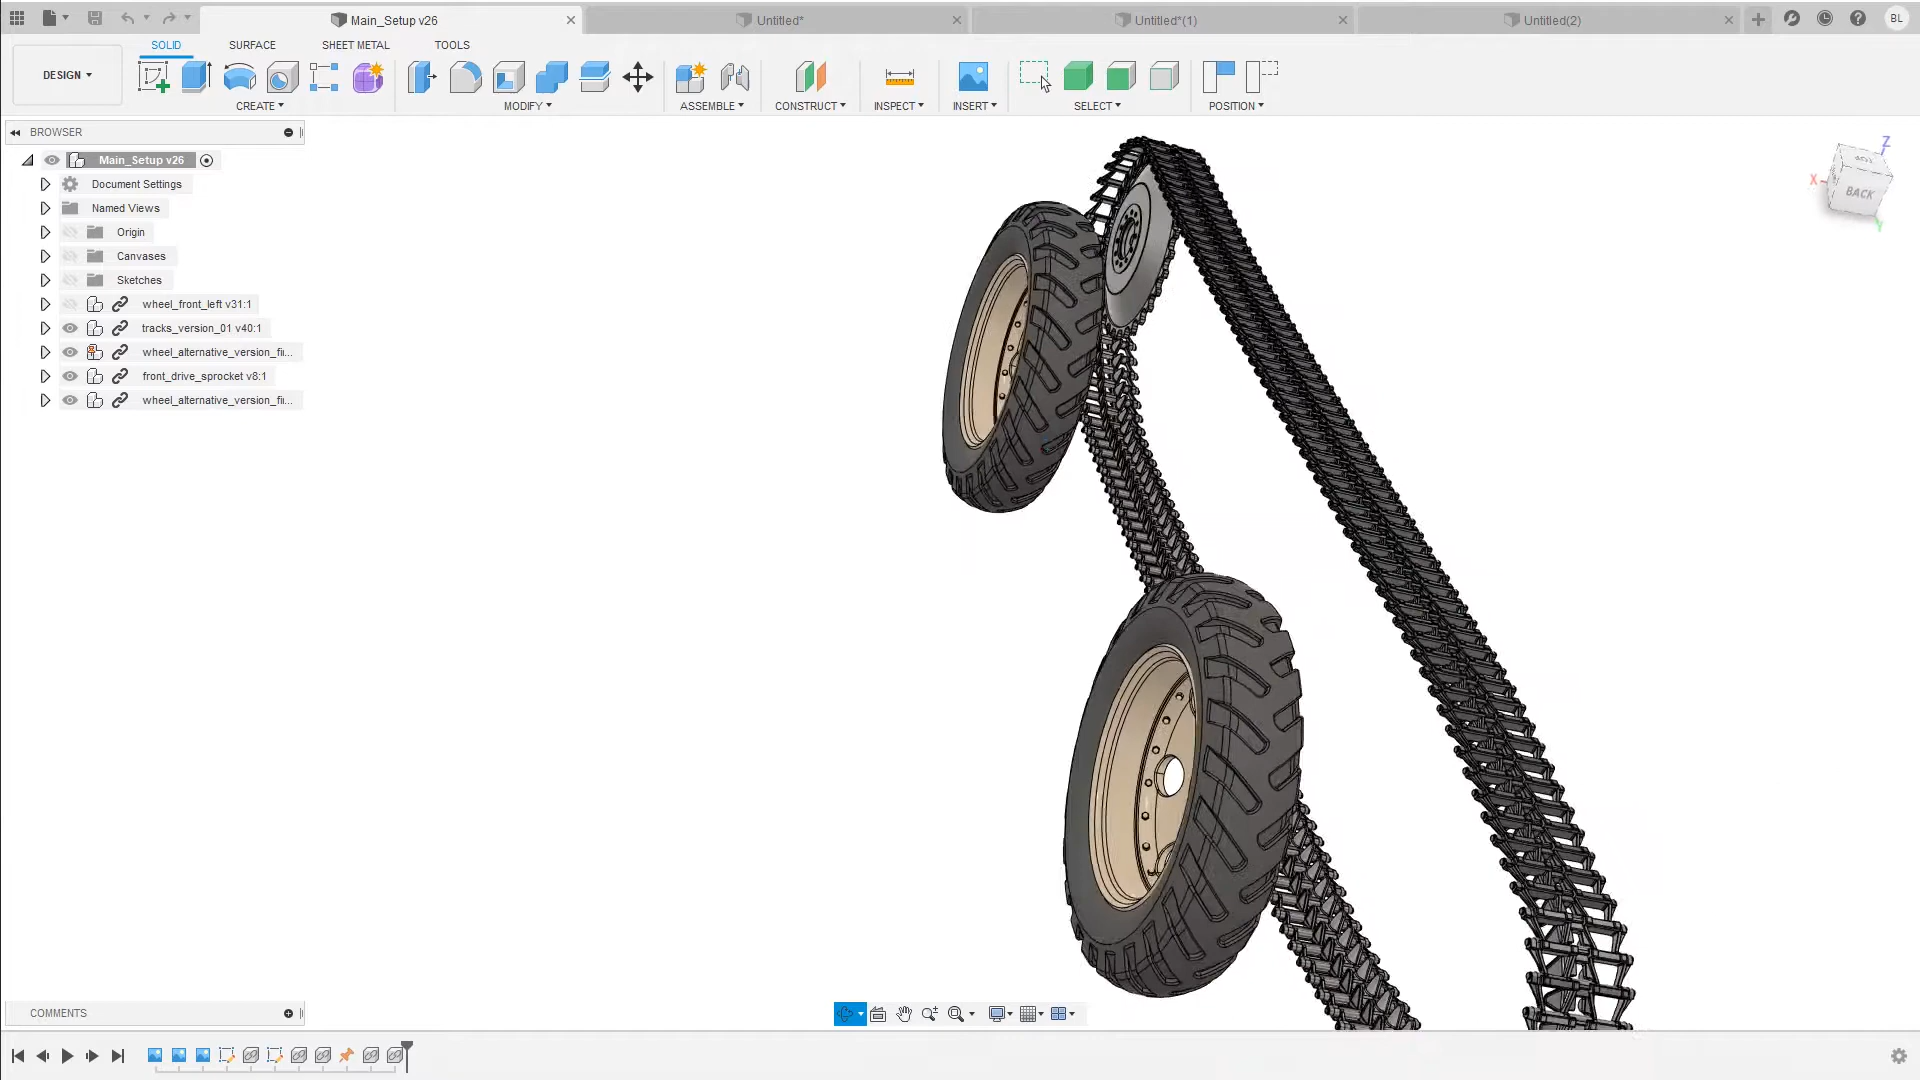 Main_Setup v26
Untitled*
Untitled*(1)
Untitled(2)
BL
DESIGN
SOLID
SURFACE
SHEET METAL
TOOLS
CREATE
MODIFY
ASSEMBLE
CONSTRUCT
INSPECT
INSERT
SELECT
POSITION
BROWSER
Main_Setup v26
Document Settings
Named Views
Origin
Canvases
Sketches
wheel_front_left v31:1
tracks_version_01 v40:1
wheel_alternative_version_fi...
front_drive_sprocket v8:1
wheel_alternative_version_fi...
Z
X
TOP
BACK
Y
COMMENTS